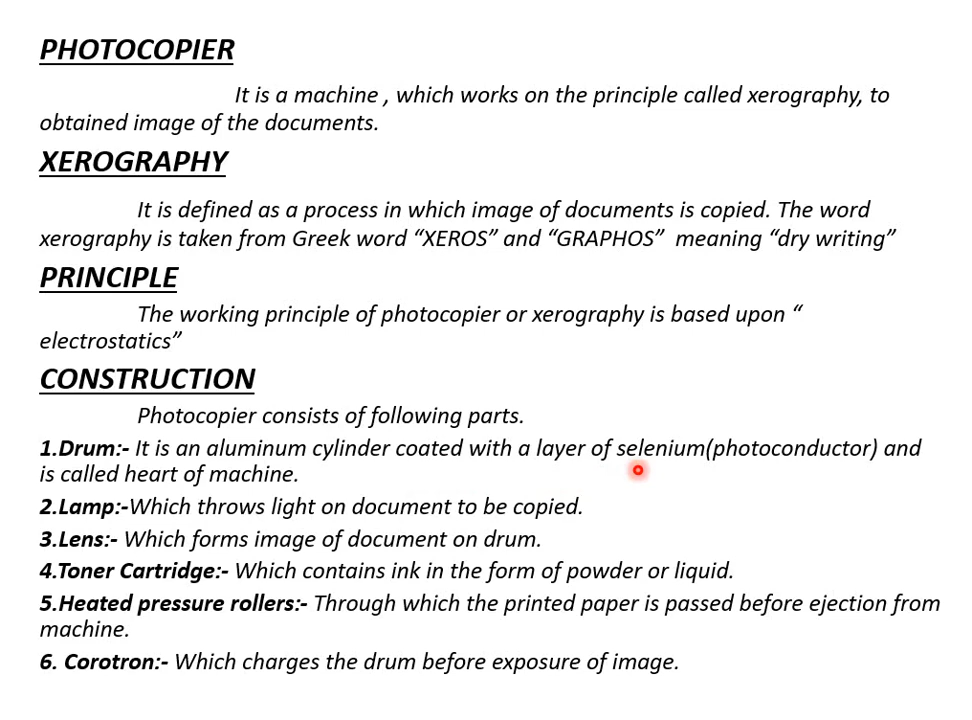 PHOTOCOPIER
It is a machine , which works on the principle called xerography, to
obtained image of the documents.
XEROGRAPHY
It is defined as a process in which image of documents is copied. The word
xerography is taken from Greek word “XEROS” and “GRAPHOS” meaning “dry writing”
PRINCIPLE
The working principle of photocopier or xerography is based upon “
electrostatics”
CONSTRUCTION
Photocopier consists of following parts.
1.Drum:- It is an aluminum cylinder coated with a layer of selenium(photoconductor) and
is called heart of machine.
2.Lamp:-Which throws light on document to be copied.
3.Lens:- Which forms image of document on drum.
4.Toner Cartridge:- Which contains ink in the form of powder or liquid.
5.Heated pressure rollers:- Through which the printed paper is passed before ejection from
machine.
6. Corotron:- Which charges the drum before exposure of image.